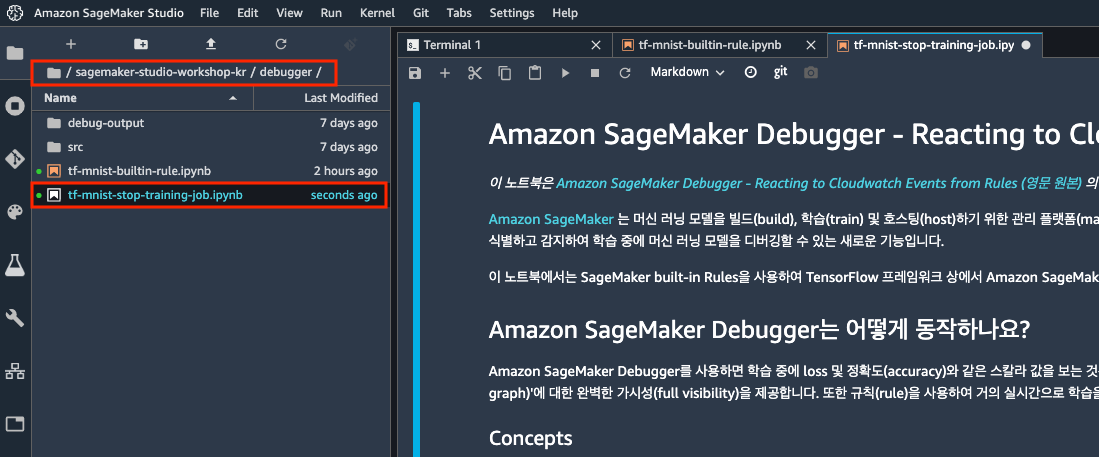 Amazon SageMaker Studio File Edit View Run Kernel Git Tabs Settings Help
/ sagemaker-studio-workshop-kr / debugger /
Name Last Modified
debug-output 7 days ago
src 7 days ago
tf-mnist-builtin-rule.ipynb 2 hours ago
tf-mnist-stop-training-job.ipynb seconds ago
Terminal 1 tf-mnist-builtin-rule.ipynb tf-mnist-stop-training-job.ipy
Markdown git
Amazon SageMaker Debugger - Reacting to Clo
이 노트북은 Amazon SageMaker Debugger - Reacting to Cloudwatch Events from Rules (영문 원본) 의
Amazon SageMaker 는 머신 러닝 모델을 빌드(build), 학습(train) 및 호스팅(host)하기 위한 관리 플랫폼(ma
식별하고 감지하여 학습 중에 머신 러닝 모델을 디버깅할 수 있는 새로운 기능입니다.
이 노트북에서는 SageMaker built-in Rules을 사용하여 TensorFlow 프레임워크 상에서 Amazon SageMak
Amazon SageMaker Debugger는 어떻게 동작하나요?
Amazon SageMaker Debugger를 사용하면 학습 중에 loss 및 정확도(accuracy)와 같은 스칼라 값을 보는 것
graph)'에 대한 완벽한 가시성(full visibility)을 제공합니다. 또한 규칙(rule)을 사용하여 거의 실시간으로 학습을
Concepts